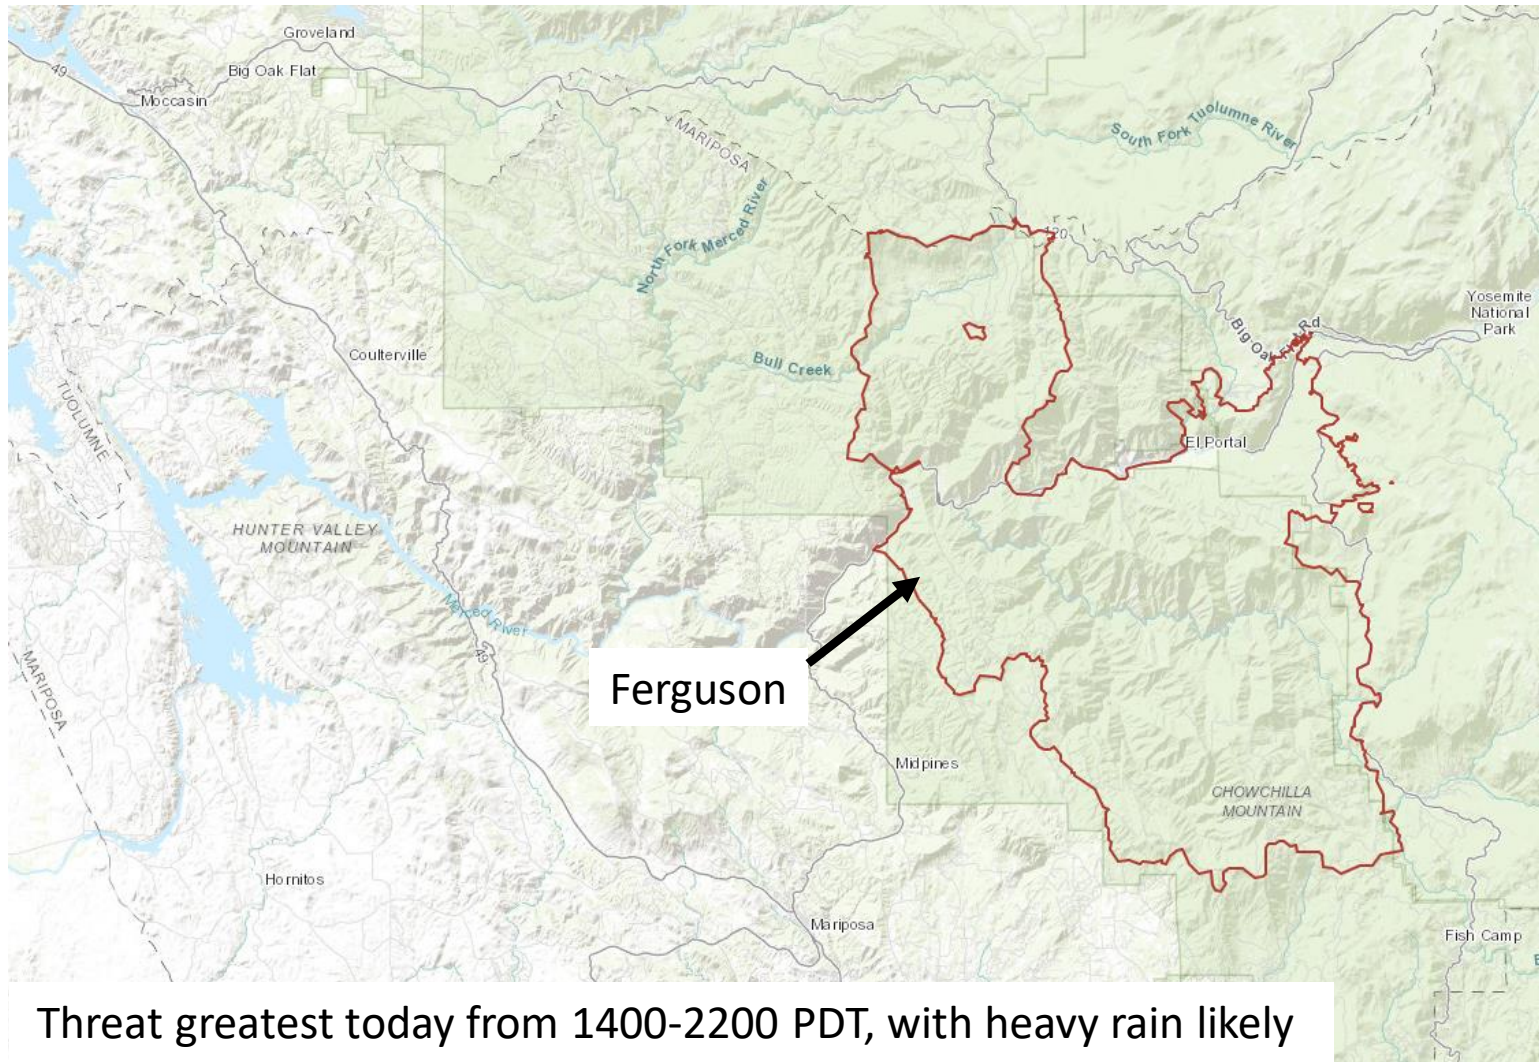 Groveland
Big Oak Flat
49
Moccasin
MARIPOSA
South Fork Tuolumne River
North Fork Merced River
120
Yosemite
National
Park
Big Oak Flat Rd
Coulterville
Bull Creek
TUOLUMNE
El Portal
HUNTER VALLEY
MOUNTAIN
Merced River
49
MARIPOSA
Ferguson
Midpines
CHOWCHILLA
MOUNTAIN
Hornitos
Mariposa
Fish Camp
Threat greatest today from 1400-2200 PDT, with heavy rain likely